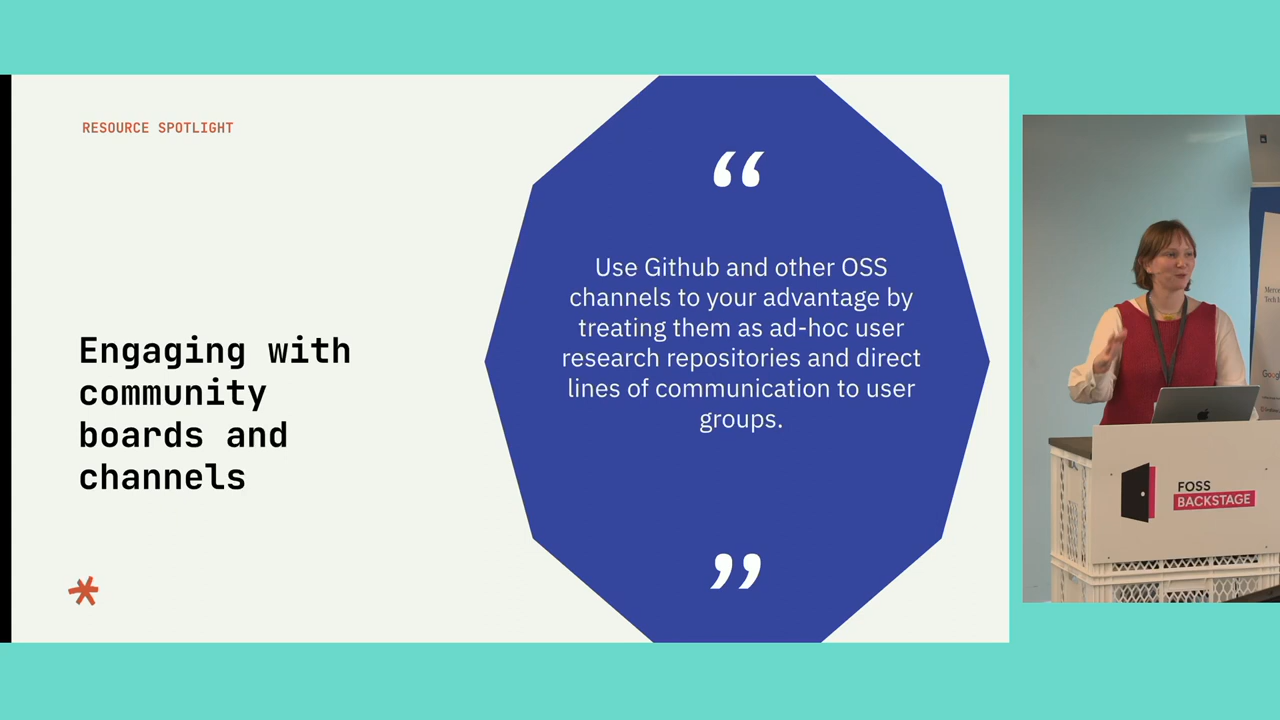 RESOURCE SPOTLIGHT
Engaging with
community
boards and
channels
“
Use Github and other OSS
channels to your advantage by
treating them as ad-hoc user
research repositories and direct
lines of communication to user
groups.
”
FOSS
BACKSTAGE